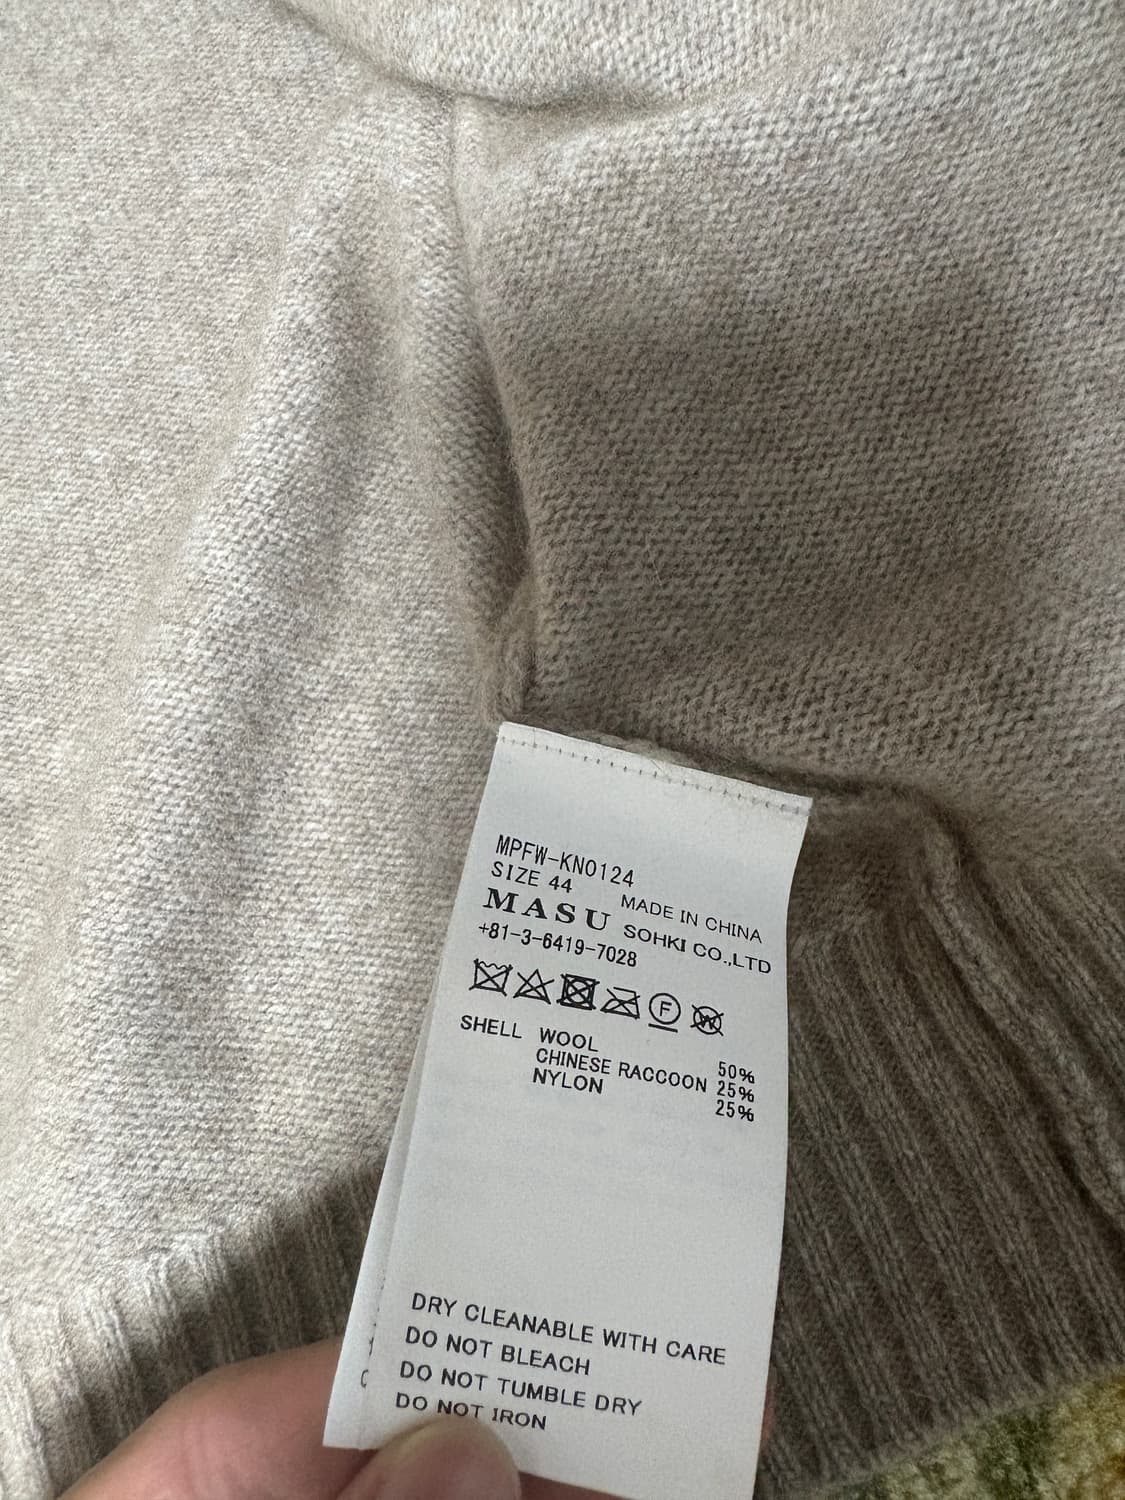 MPFW-KN0124
SIZE 44
MADE IN CHINA
MASU SOHKI CO.,LTD
+81-3-6419-7028
F
W
SHELL WOOL 50%
CHINESE RACCOON 25%
NYLON 25%
DRY CLEANABLE WITH CARE
DO NOT BLEACH
DO NOT TUMBLE DRY
DO NOT IRON